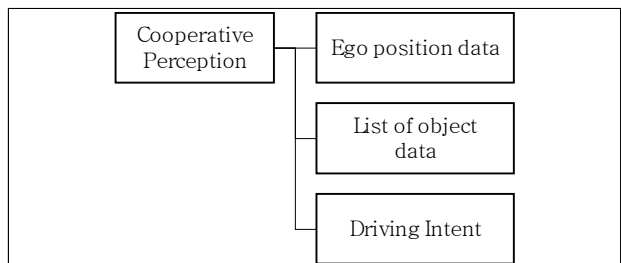 Cooperative
Perception
Ego position data
List of object
data
Driving Intent